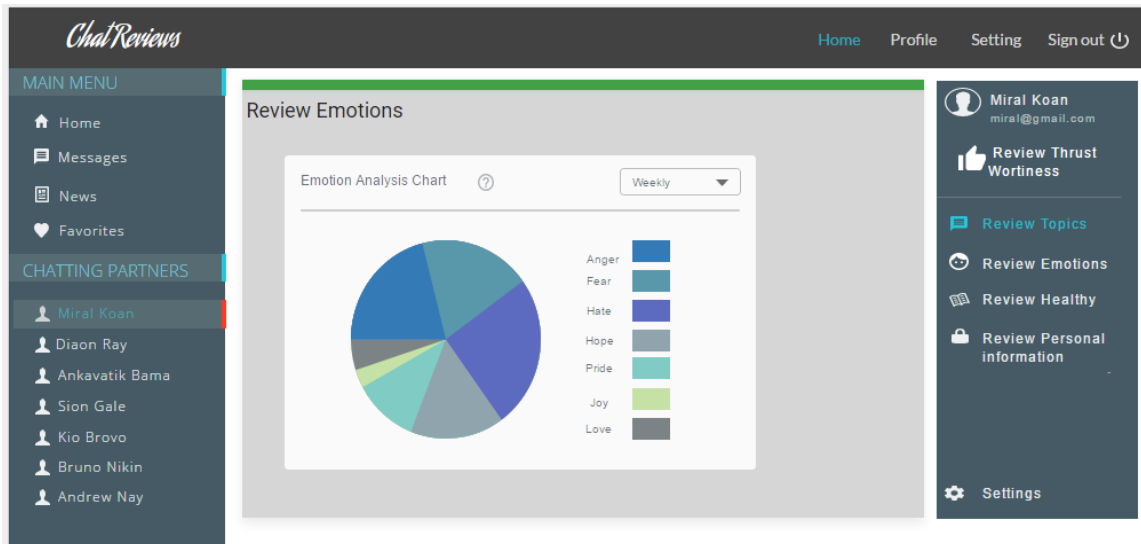 ChatReviews
Home Profile Setting Sign out
MAIN MENU
Home
Messages
News
Favorites
CHATTING PARTNERS
Miral Koan
Diaon Ray
Ankavatik Bama
Sion Gale
Kio Brovo
Bruno Nikin
Andrew Nay
Review Emotions
Emotion Analysis Chart ?
Weekly
Anger
Fear
Hate
Hope
Pride
Joy
Love
Miral Koan
miral@gmail.com
Review Thrust
Wortiness
Review Topics
Review Emotions
Review Healthy
Review Personal
information
Settings